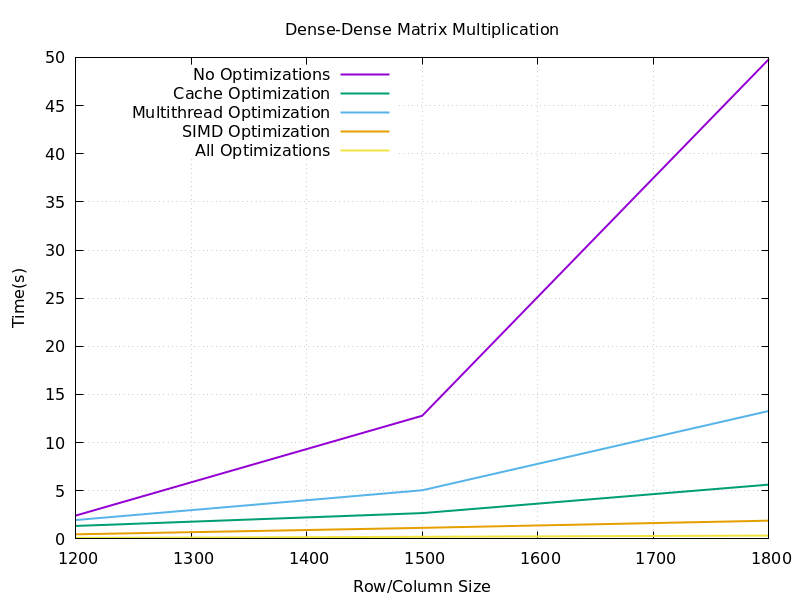 Dense-Dense Matrix Multiplication
50
45
40
35
30
25
20
15
10
5
0
Time(s)
No Optimizations
Cache Optimization
Multithread Optimization
SIMD Optimization
All Optimizations
1200 1300 1400 1500 1600 1700 1800
Row/Column Size